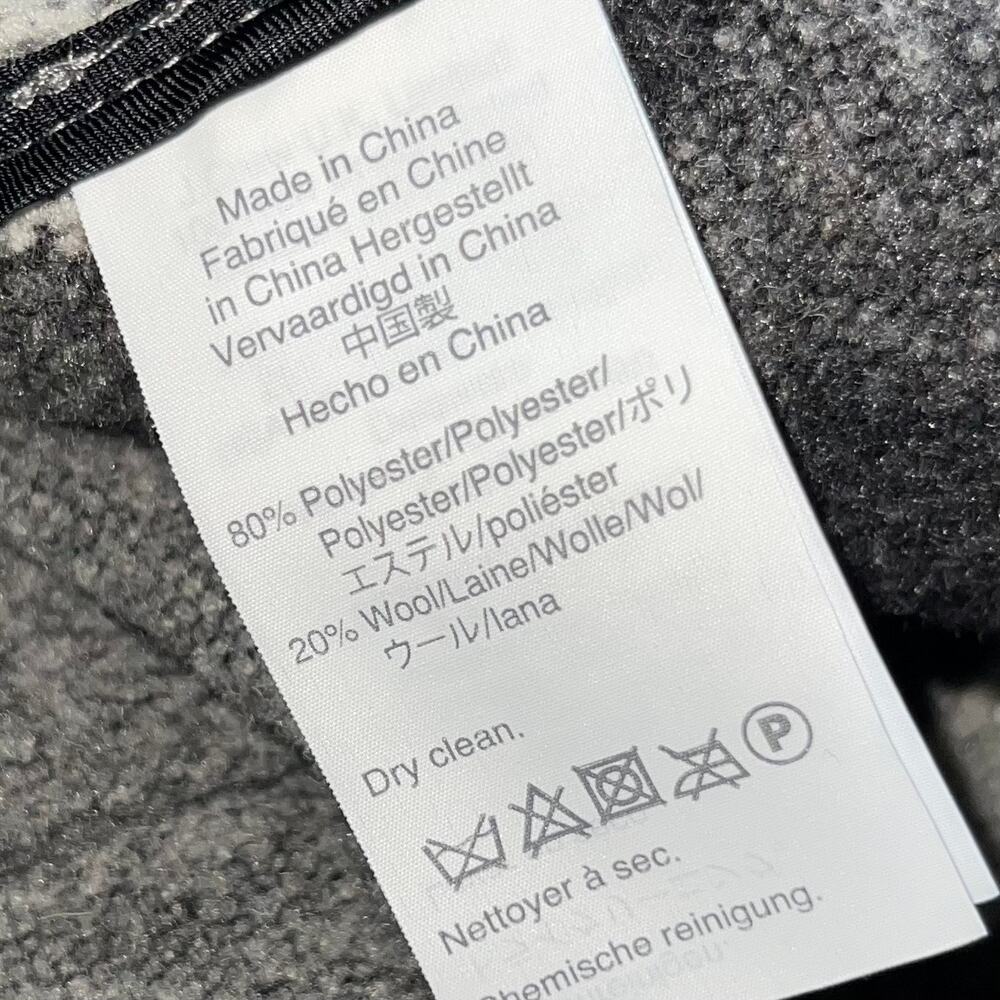 Made in China
Fabriqué en Chine
in China Hergestellt
Vervaardigd in China
中国製
Hecho en China
80% Polyester/Polyester/
Polyester/Polyester/ポリ
エステル/poliéster
20% Wool/Laine/Wolle/Wol/
ウール/lana
Dry clean.
P
Nettoyer à sec.
Chemische reinigung.